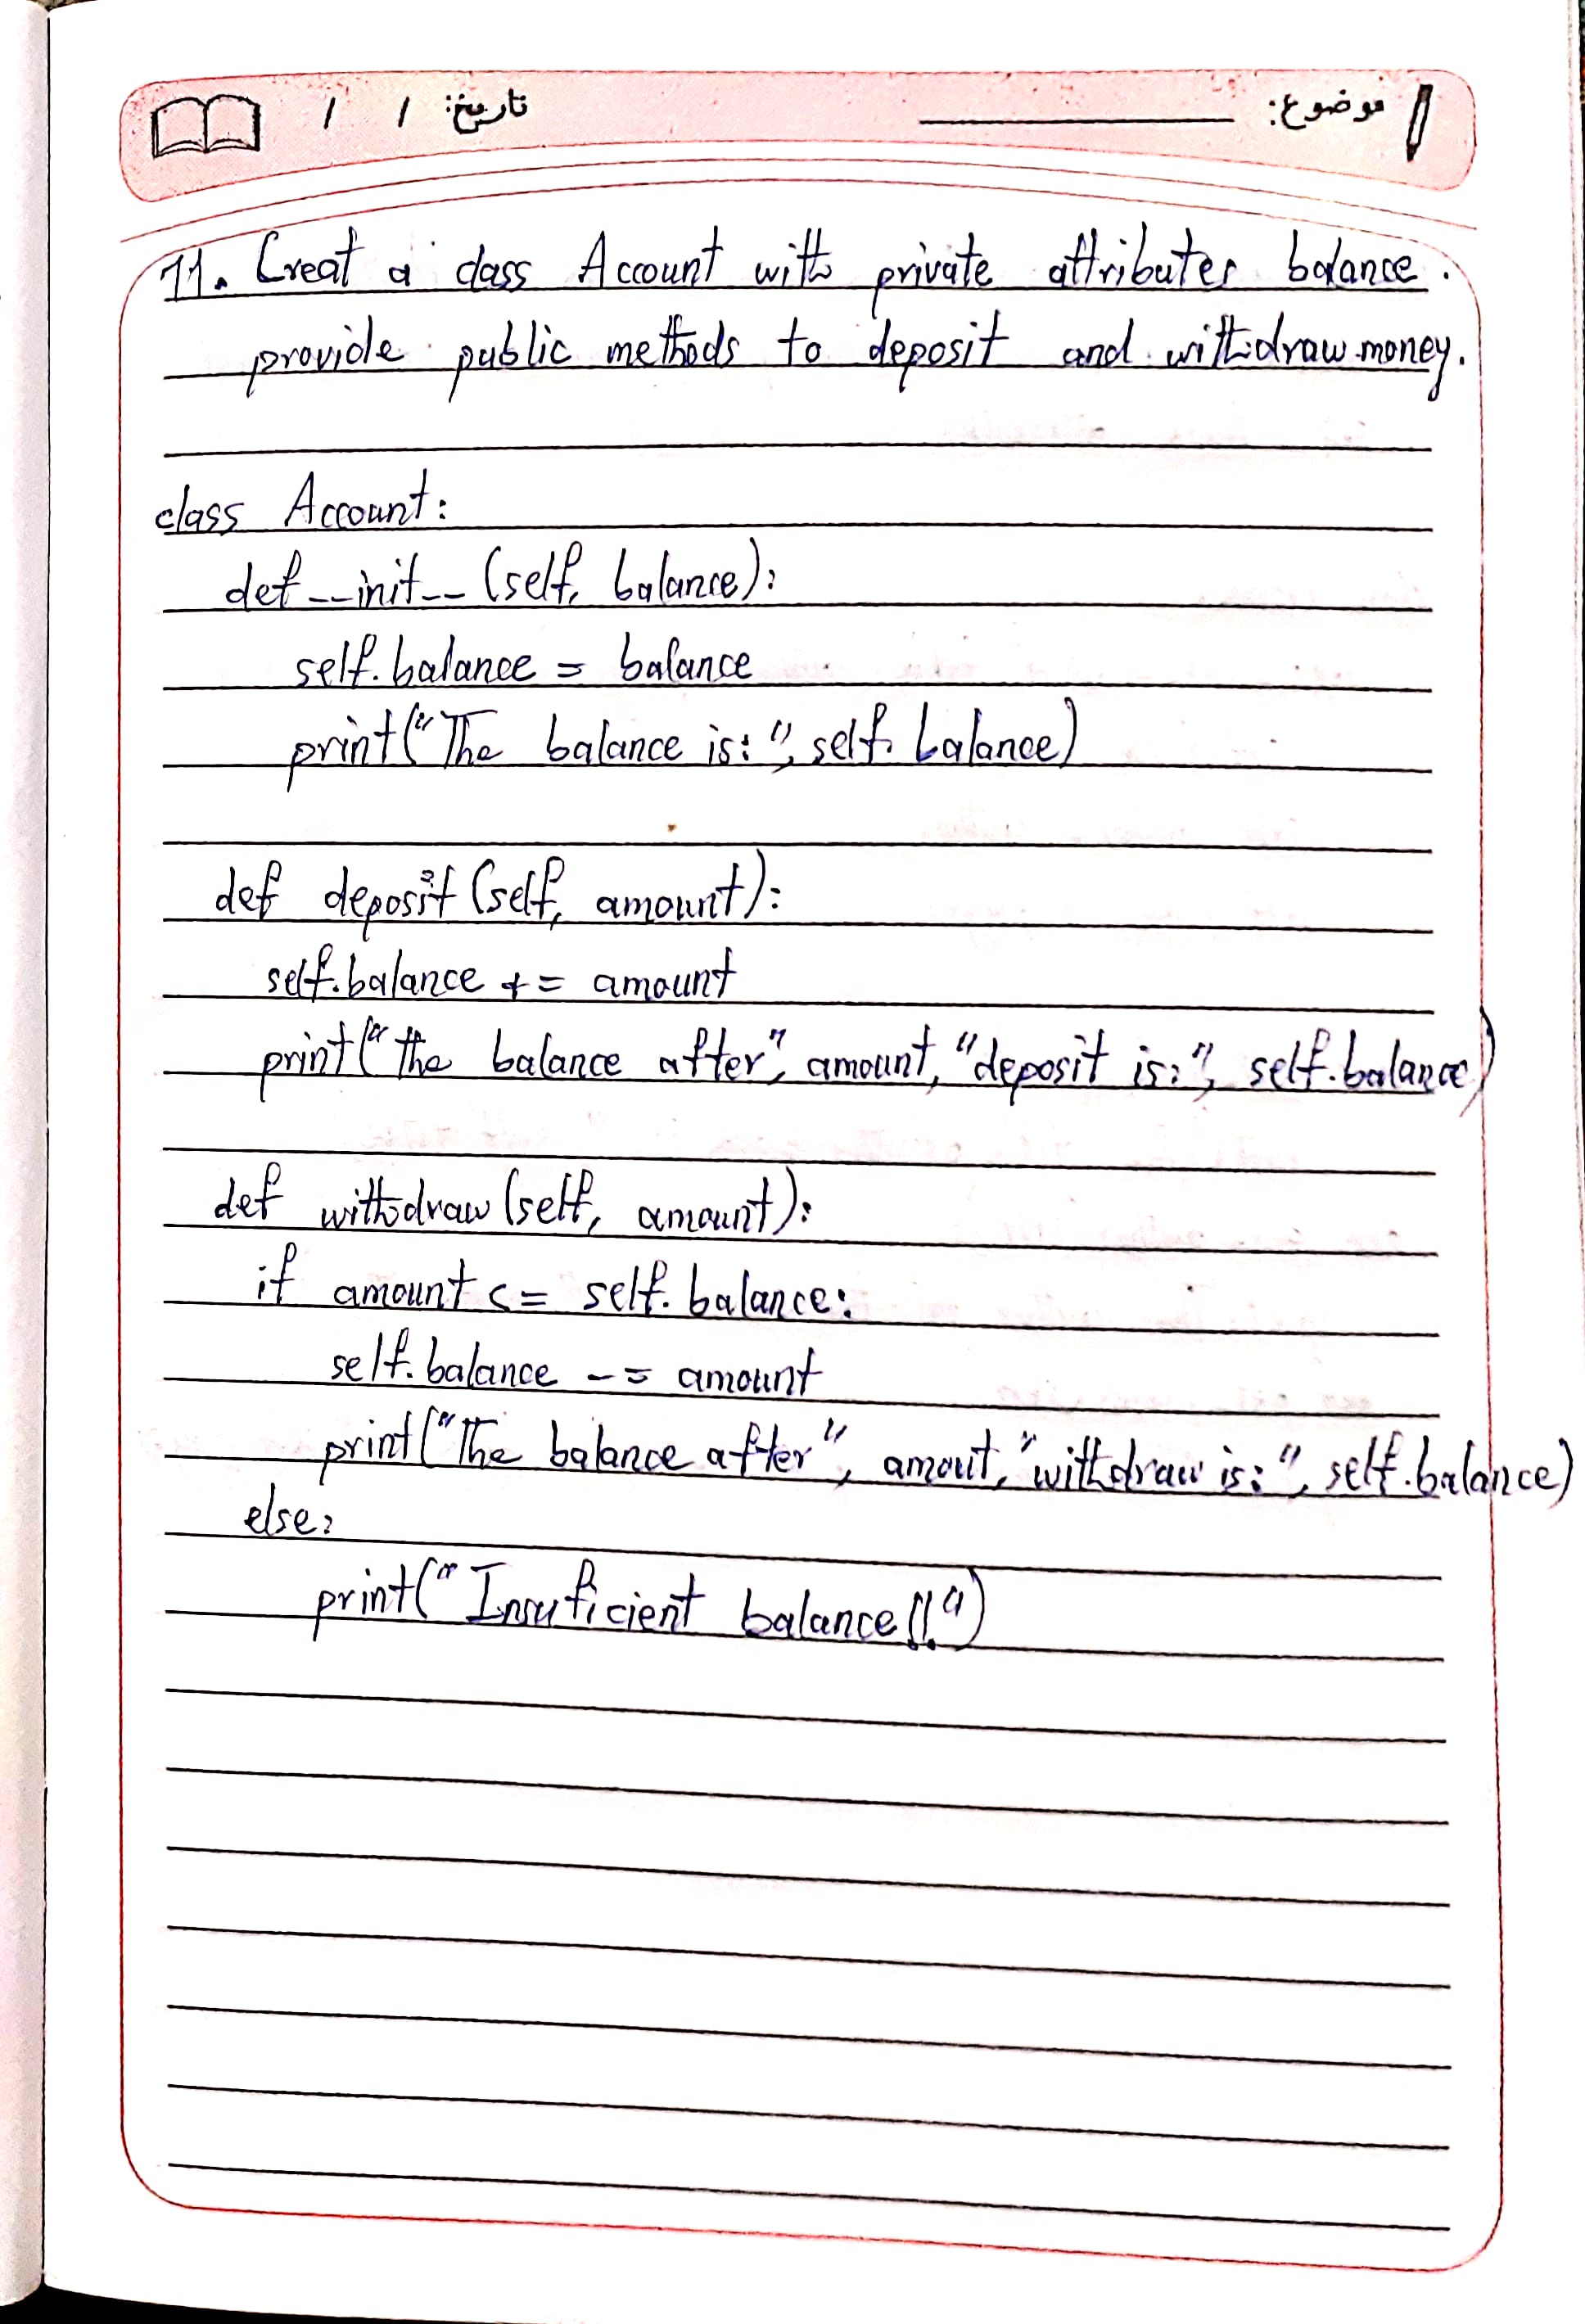 موضوع: تاریخ: / /
11. Creat a class Account with private attributes balance.
provide public methods to deposit and withdraw money.
class Account:
def __init__ (self, balance):
self.balance = balance
print("The balance is:", self.balance)
def deposit (self, amount):
self.balance += amount
print("the balance after", amount, "deposit is:", self.balance)
def withdraw (self, amount):
if amount <= self.balance:
self.balance -= amount
print("The balance after", amout, "withdraw is:", self.balance)
else:
print("Insuficient balance!!")